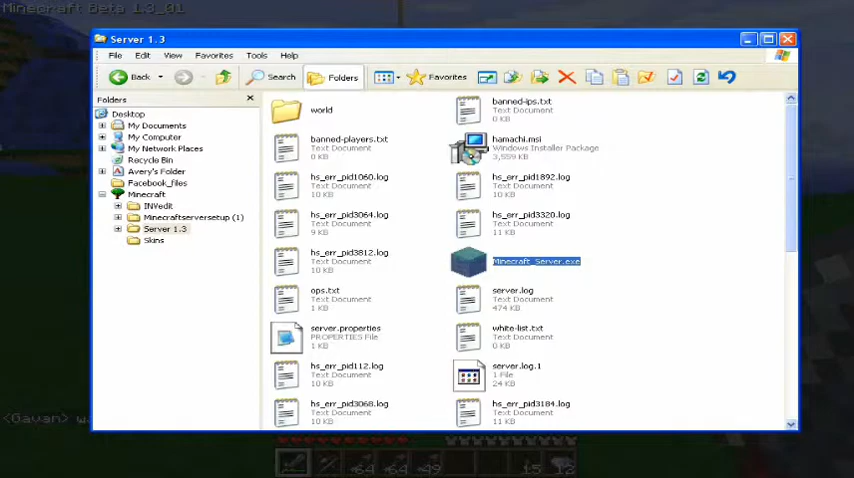 Minecraft Beta 1.3_01
Server 1.3
File Edit View Favorites Tools Help
Back Search Folders Favorites
Folders
Desktop
My Documents
My Computer
My Network Places
Recycle Bin
Avery's Folder
Facebook_files
Minecraft
INVedit
Minecraftserversetup (1)
Server 1.3
Skins
world
banned-ips.txt
Text Document
0 KB
banned-players.txt
Text Document
0 KB
hamachi.msi
Windows Installer Package
3,559 KB
hs_err_pid1060.log
Text Document
10 KB
hs_err_pid1892.log
Text Document
10 KB
hs_err_pid3064.log
Text Document
9 KB
hs_err_pid3320.log
Text Document
11 KB
hs_err_pid3812.log
Text Document
10 KB
Minecraft_Server.exe
ops.txt
Text Document
1 KB
server.log
Text Document
474 KB
server.properties
PROPERTIES File
1 KB
white-list.txt
Text Document
0 KB
hs_err_pid112.log
Text Document
10 KB
server.log.1
1 File
24 KB
hs_err_pid3068.log
Text Document
10 KB
hs_err_pid3184.log
Text Document
11 KB
<Gavan>
64 64 49 15 12